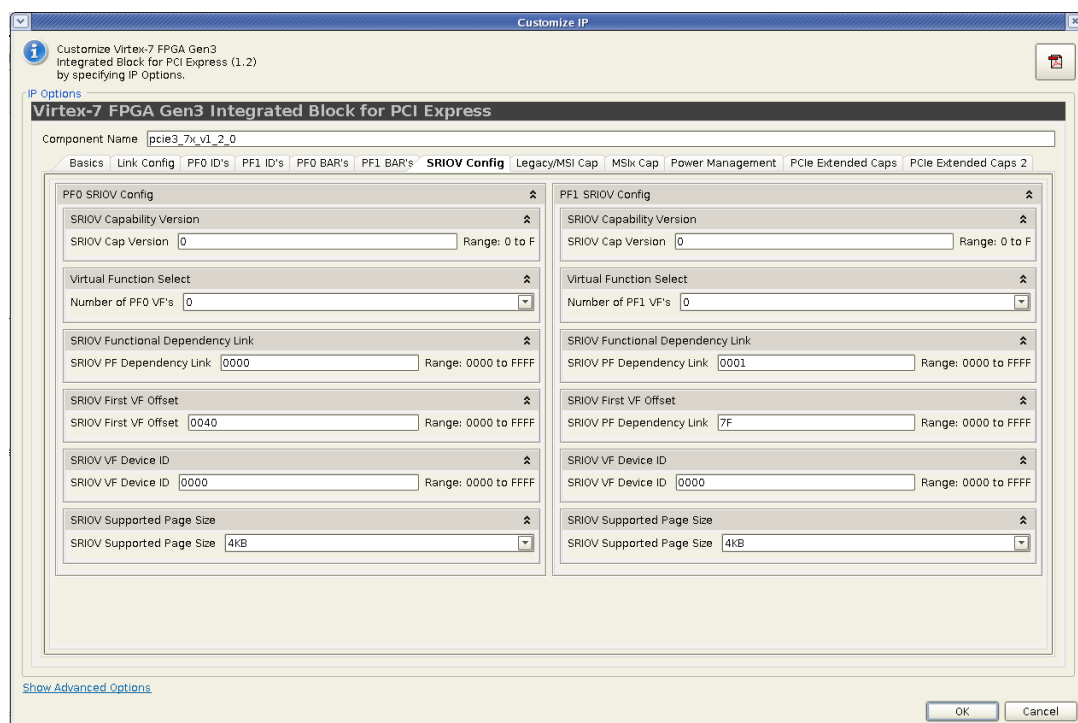 Customize IP
Customize Virtex-7 FPGA Gen3
Integrated Block for PCI Express (1.2)
by specifying IP Options.
IP Options
Virtex-7 FPGA Gen3 Integrated Block for PCI Express
Component Name pcie3_7x_v1_2_0
Basics Link Config PF0 ID's PF1 ID's PF0 BAR's PF1 BAR's SRIOV Config Legacy/MSI Cap MSIx Cap Power Management PCIe Extended Caps PCIe Extended Caps 2
PF0 SRIOV Config
SRIOV Capability Version
SRIOV Cap Version 0 Range: 0 to F
Virtual Function Select
Number of PF0 VF's 0
SRIOV Functional Dependency Link
SRIOV PF Dependency Link 0000 Range: 0000 to FFFF
SRIOV First VF Offset
SRIOV First VF Offset 0040 Range: 0000 to FFFF
SRIOV VF Device ID
SRIOV VF Device ID 0000 Range: 0000 to FFFF
SRIOV Supported Page Size
SRIOV Supported Page Size 4KB
PF1 SRIOV Config
SRIOV Capability Version
SRIOV Cap Version 0 Range: 0 to F
Virtual Function Select
Number of PF1 VF's 0
SRIOV Functional Dependency Link
SRIOV PF Dependency Link 0001 Range: 0000 to FFFF
SRIOV First VF Offset
SRIOV PF Dependency Link 7F Range: 0000 to FFFF
SRIOV VF Device ID
SRIOV VF Device ID 0000 Range: 0000 to FFFF
SRIOV Supported Page Size
SRIOV Supported Page Size 4KB
Show Advanced Options
OK Cancel